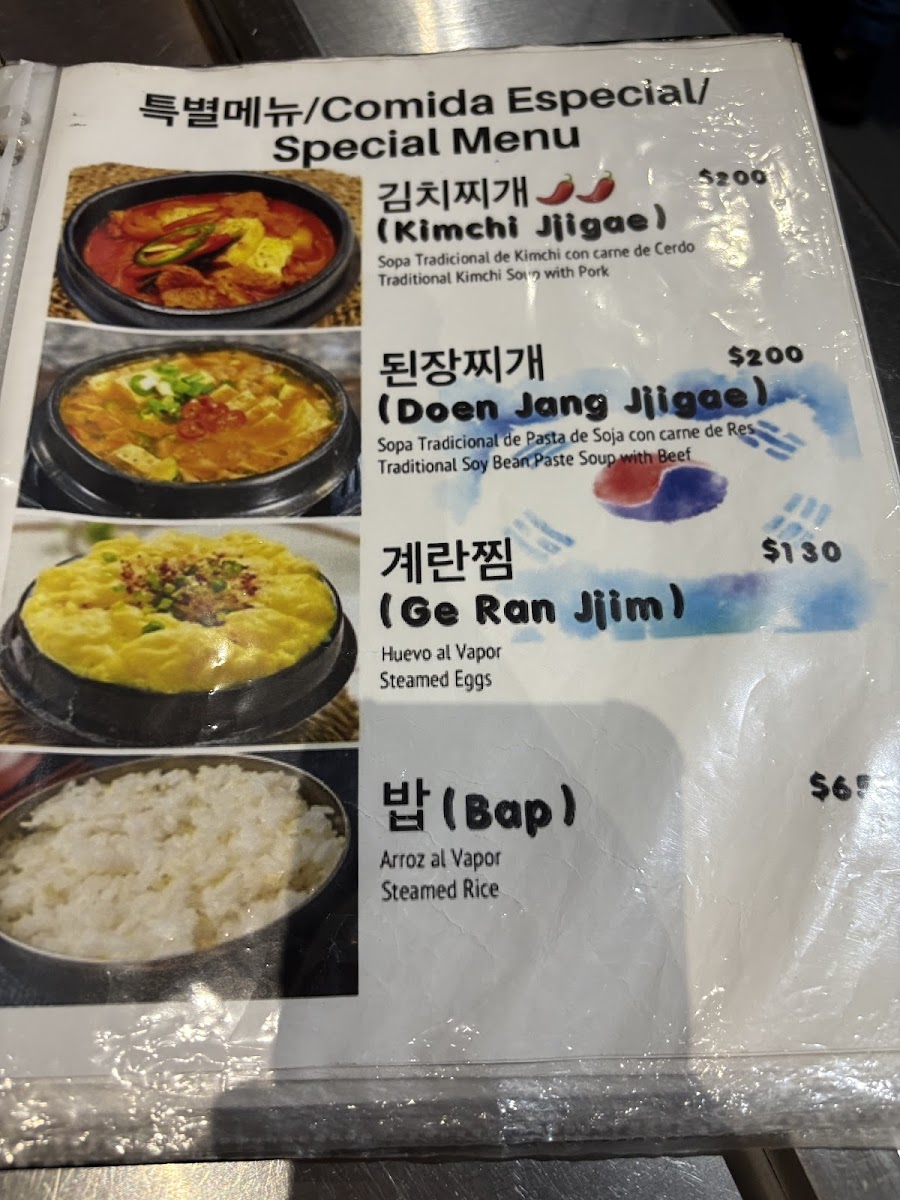 특별메뉴/Comida Especial/
Special Menu
김치찌개 $200
(Kimchi Jjigae)
Sopa Tradicional de Kimchi con carne de Cerdo
Traditional Kimchi Soup with Pork
된장찌개 $200
(Doen Jang Jjigae)
Sopa Tradicional de Pasta de Soja con carne de Res
Traditional Soy Bean Paste Soup with Beef
계란찜 $130
(Ge Ran Jjim)
Huevo al Vapor
Steamed Eggs
밥 (Bap) $65
Arroz al Vapor
Steamed Rice